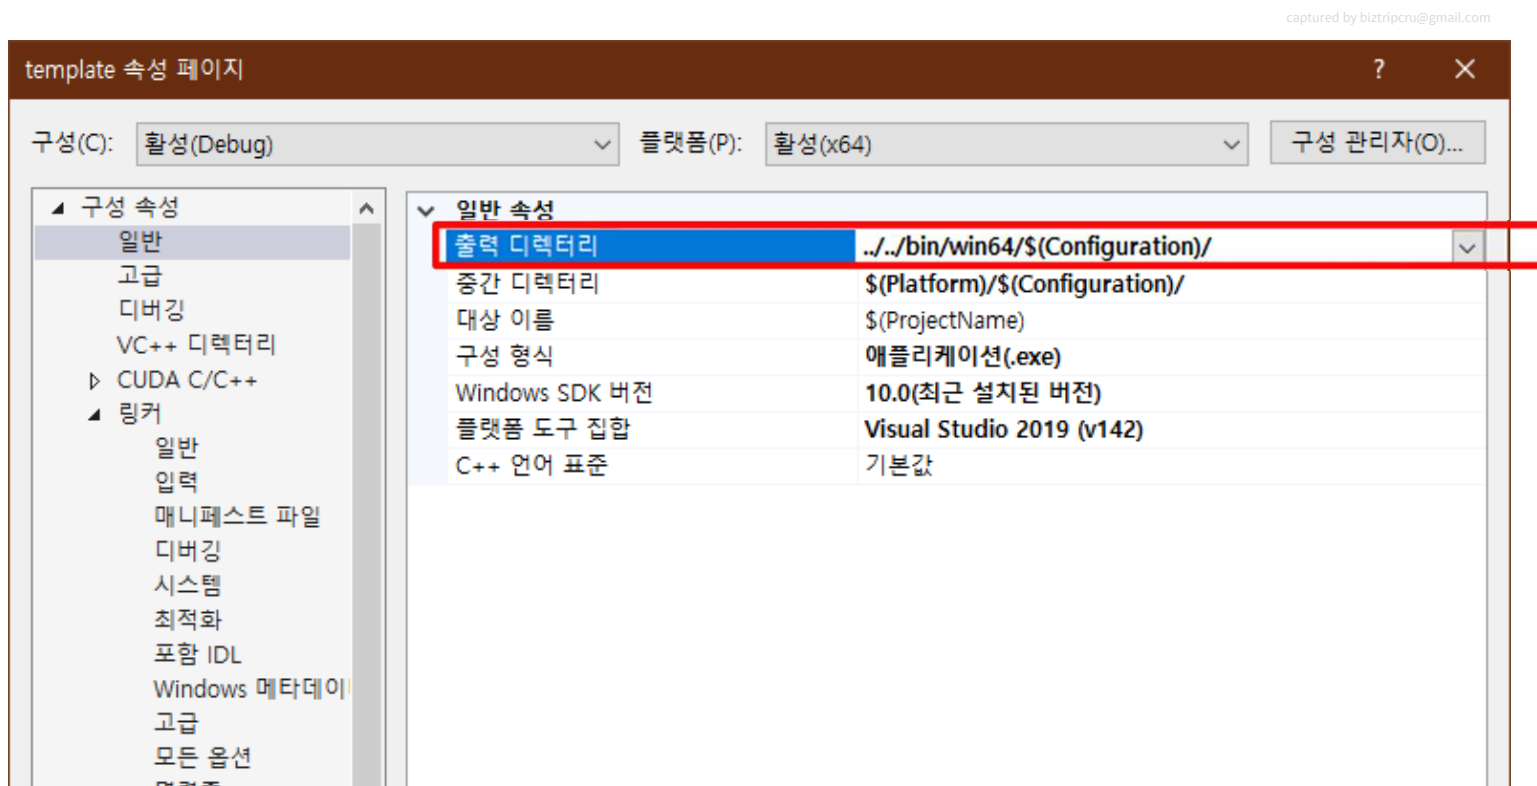 captured by biztripcru@gmail.com
template 속성 페이지 ?
구성(C): 활성(Debug) 플랫폼(P): 활성(x64) 구성 관리자(O)...
구성 속성
일반
고급
디버깅
VC++ 디렉터리
CUDA C/C++
링커
일반
입력
매니페스트 파일
디버깅
시스템
최적화
포함 IDL
Windows 메타데이
고급
모든 옵션
일반 속성
출력 디렉터리 ../../bin/win64/$(Configuration)/
중간 디렉터리 $(Platform)/$(Configuration)/
대상 이름 $(ProjectName)
구성 형식 애플리케이션(.exe)
Windows SDK 버전 10.0(최근 설치된 버전)
플랫폼 도구 집합 Visual Studio 2019 (v142)
C++ 언어 표준 기본값